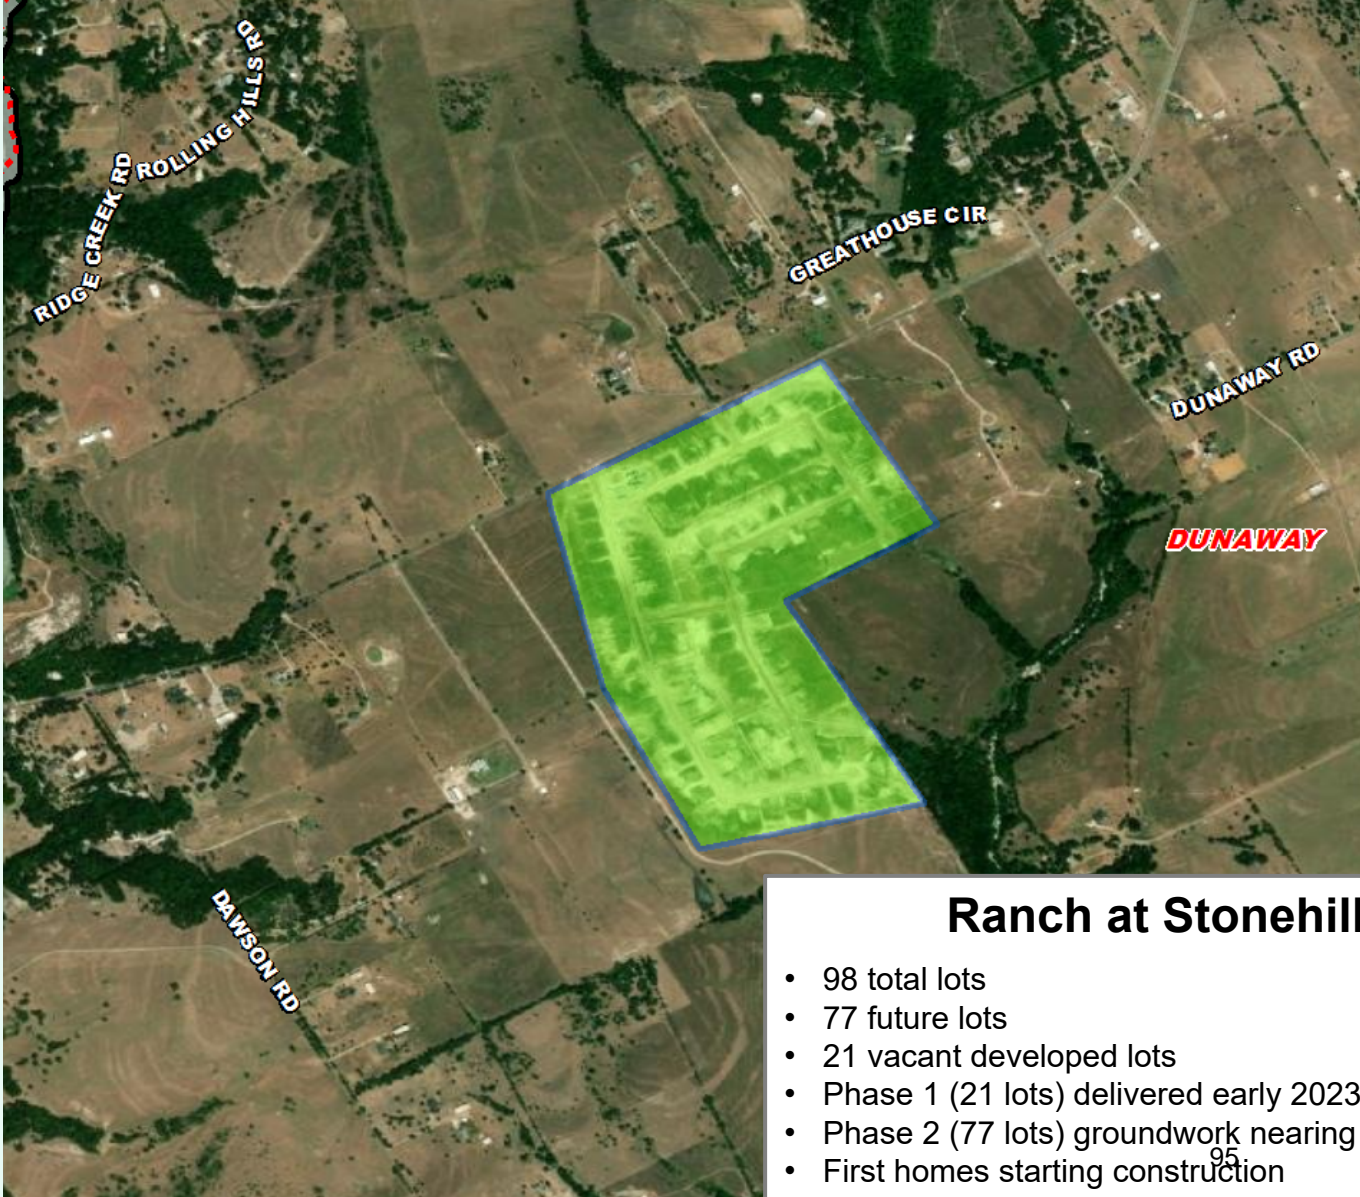 ROLLING HILLS RD
RIDGE CREEK RD
GREATHOUSE CIR
DUNAWAY RD
DUNAWAY
DAWSON RD
Ranch at Stonehill
• 98 total lots
• 77 future lots
• 21 vacant developed lots
• Phase 1 (21 lots) delivered early 2023
• Phase 2 (77 lots) groundwork nearing
• First homes starting construction
95